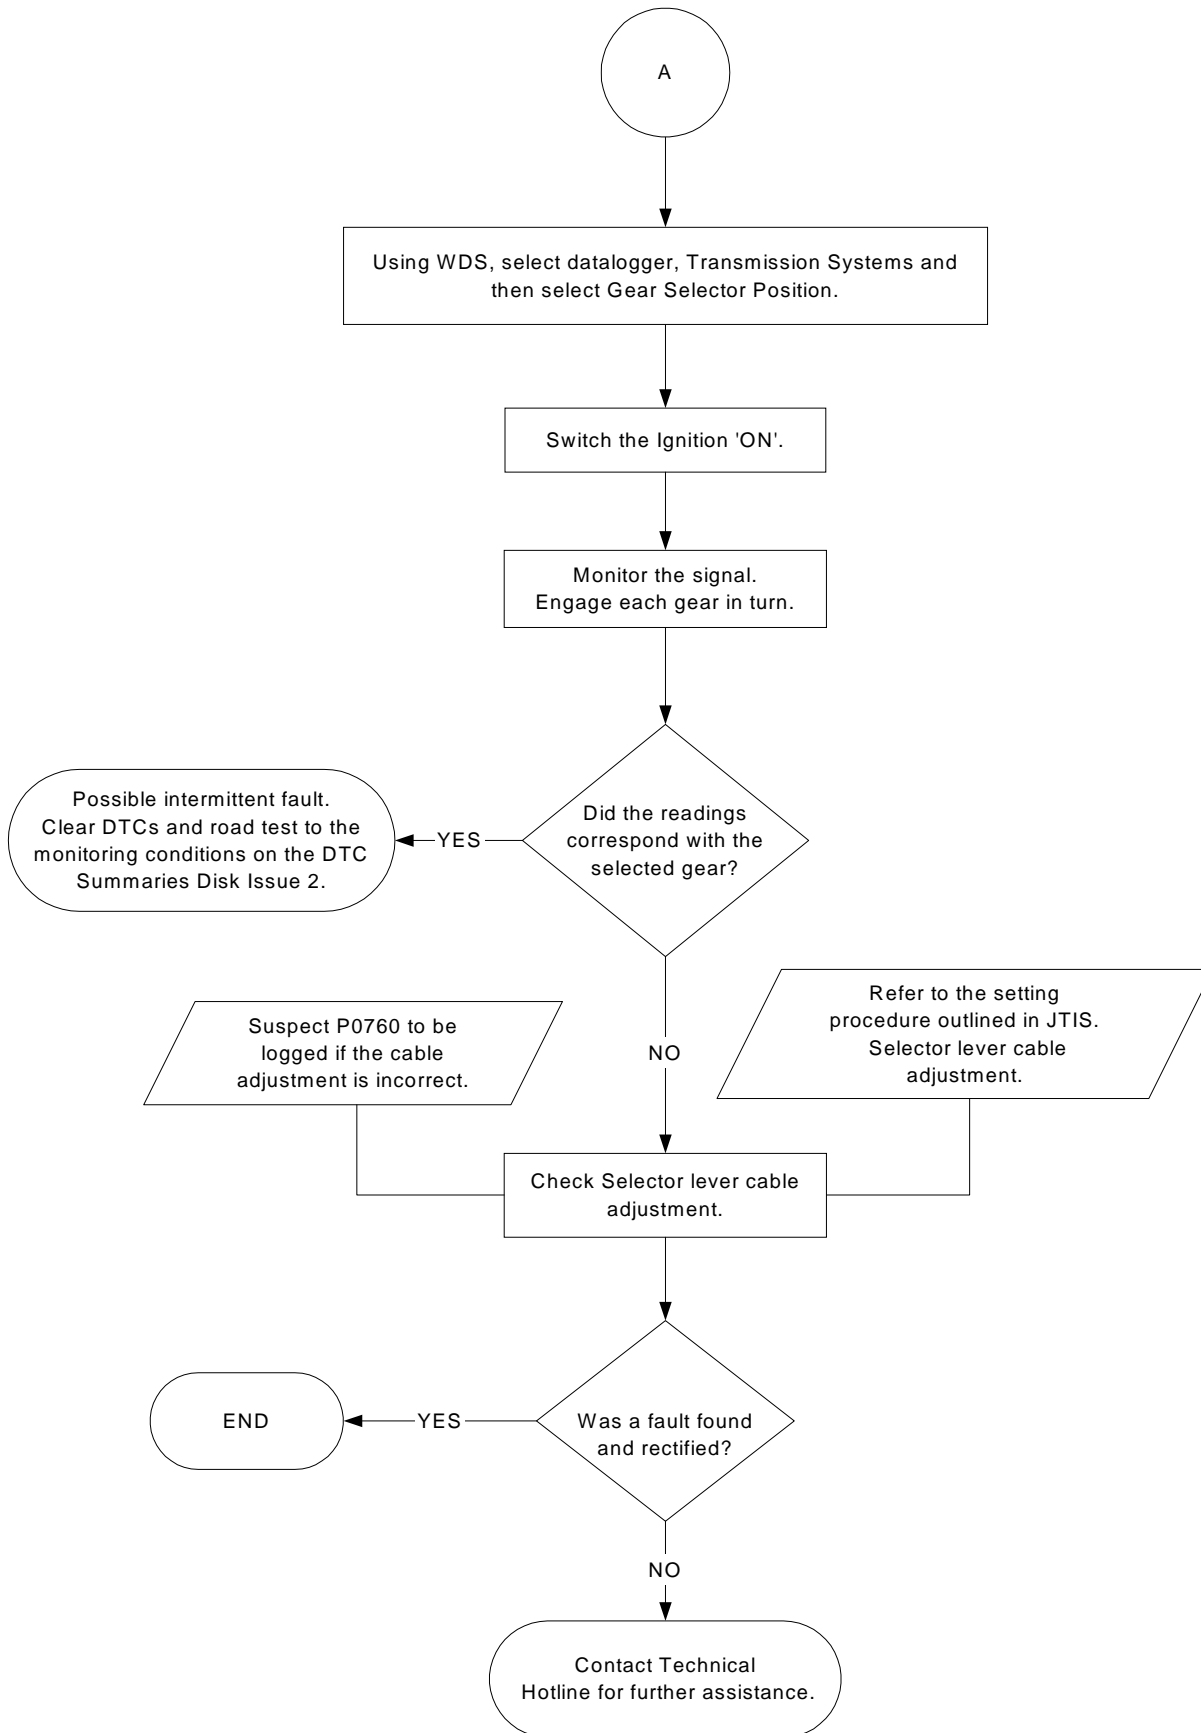 A
Using WDS, select datalogger, Transmission Systems and
then select Gear Selector Position.
Switch the Ignition 'ON'.
Monitor the signal.
Engage each gear in turn.
Possible intermittent fault.
Clear DTCs and road test to the
monitoring conditions on the DTC
Summaries Disk Issue 2.
YES
Did the readings
correspond with the
selected gear?
Suspect P0760 to be
logged if the cable
adjustment is incorrect.
NO
Refer to the setting
procedure outlined in JTIS.
Selector lever cable
adjustment.
Check Selector lever cable
adjustment.
END
YES
Was a fault found
and rectified?
NO
Contact Technical
Hotline for further assistance.